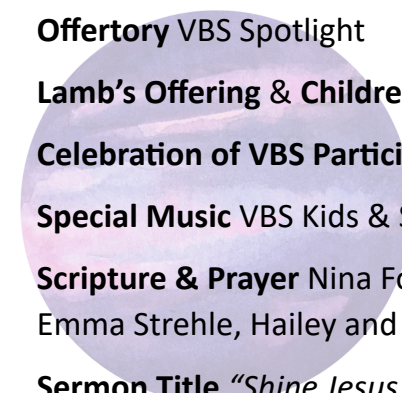 Offertory VBS Spotlight
Lamb's Offering & Childre
Celebration of VBS Partici
Special Music VBS Kids & S
Scripture & Prayer Nina Fo
Emma Strehle, Hailey and
Sermon Title “Shine Jesus